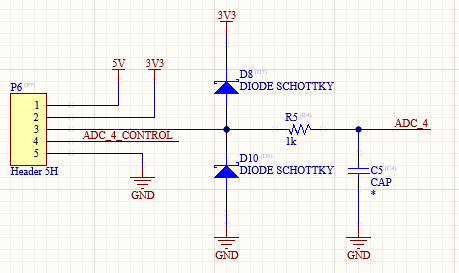 3V3
5V
3V3
D8
DIODE SCHOTTKY
P6
1
2
3
4
5
ADC_4_CONTROL
R5
1k
ADC_4
D10
DIODE SCHOTTKY
C5
CAP
*
Header 5H
GND
GND
GND